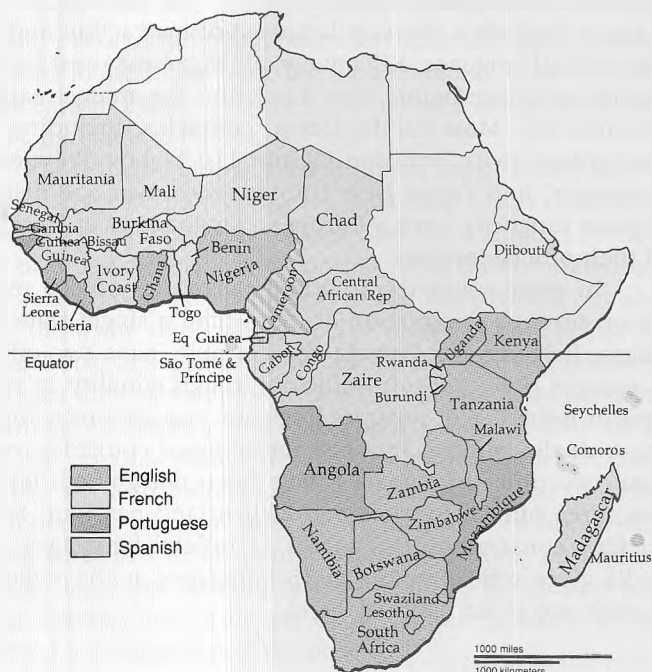 Mauritania
Mali
Niger
Chad
Senegal
Gambia
Guinea-Bissau
Guinea
Burkina
Faso
Benin
Nigeria
Djibouti
Ivory
Coast
Ghana
Cameroon
Central
African Rep
Sierra
Leone
Liberia
Togo
Eq Guinea
Gabon
Congo
Uganda
Kenya
Equator
São Tomé &
Príncipe
Zaire
Rwanda
Burundi
Tanzania
Seychelles
Malawi
Comoros
Angola
Zambia
English
French
Portuguese
Spanish
Zimbabwe
Mozambique
Madagascar
Mauritius
Namibia
Botswana
Swaziland
Lesotho
South
Africa
1000 miles
1000 kilometers